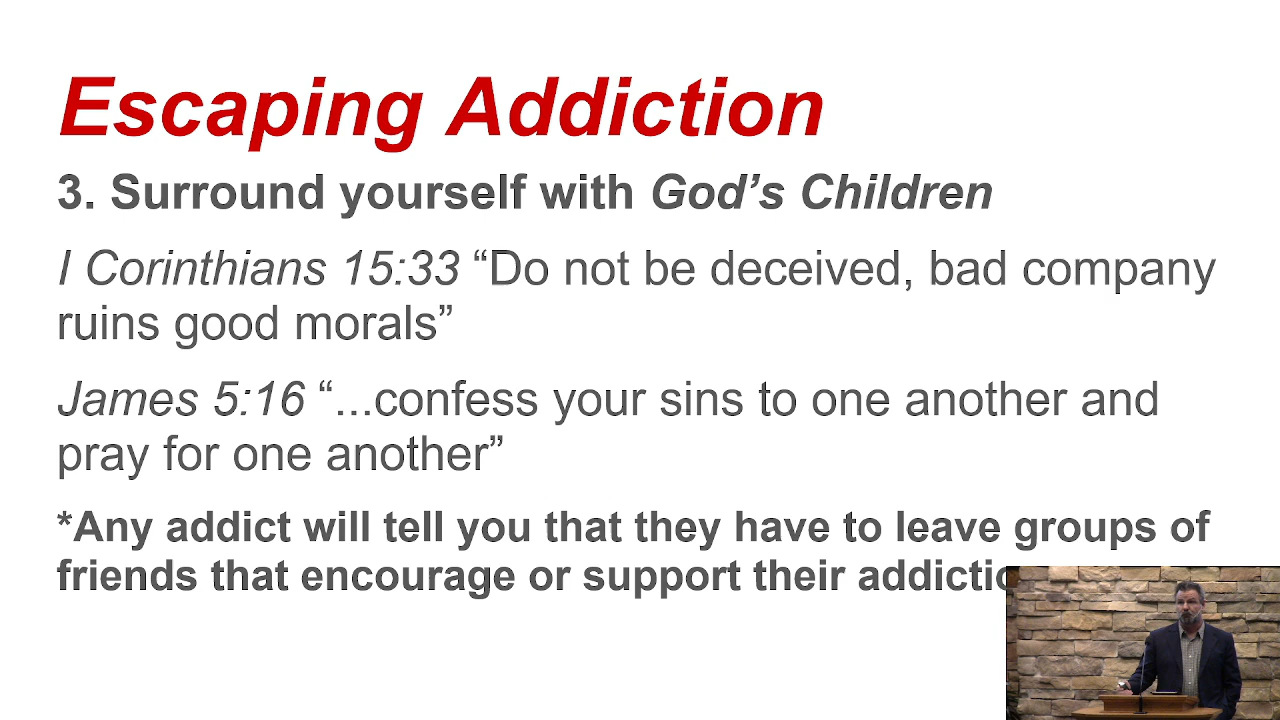 Escaping Addiction
3. Surround yourself with God’s Children
I Corinthians 15:33 “Do not be deceived, bad company
ruins good morals”
James 5:16 “...confess your sins to one another and
pray for one another”
*Any addict will tell you that they have to leave groups of
friends that encourage or support their